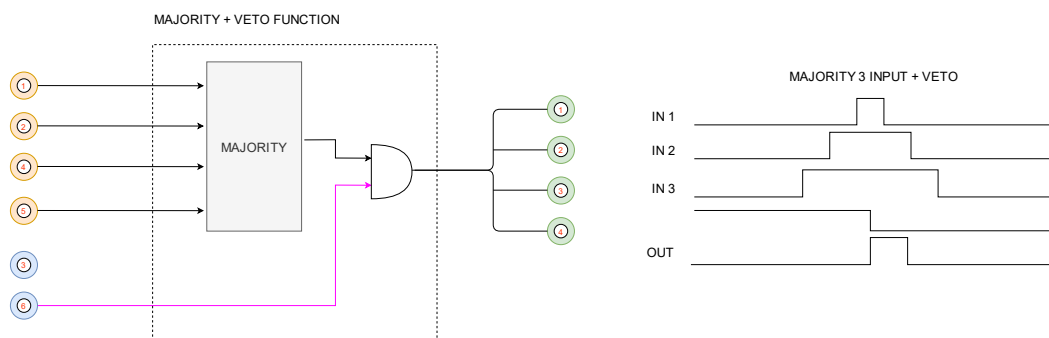 MAJORITY + VETO FUNCTION
1
2
4
5
3
6
MAJORITY
1
2
3
4
MAJORITY 3 INPUT + VETO
IN 1
IN 2
IN 3
OUT